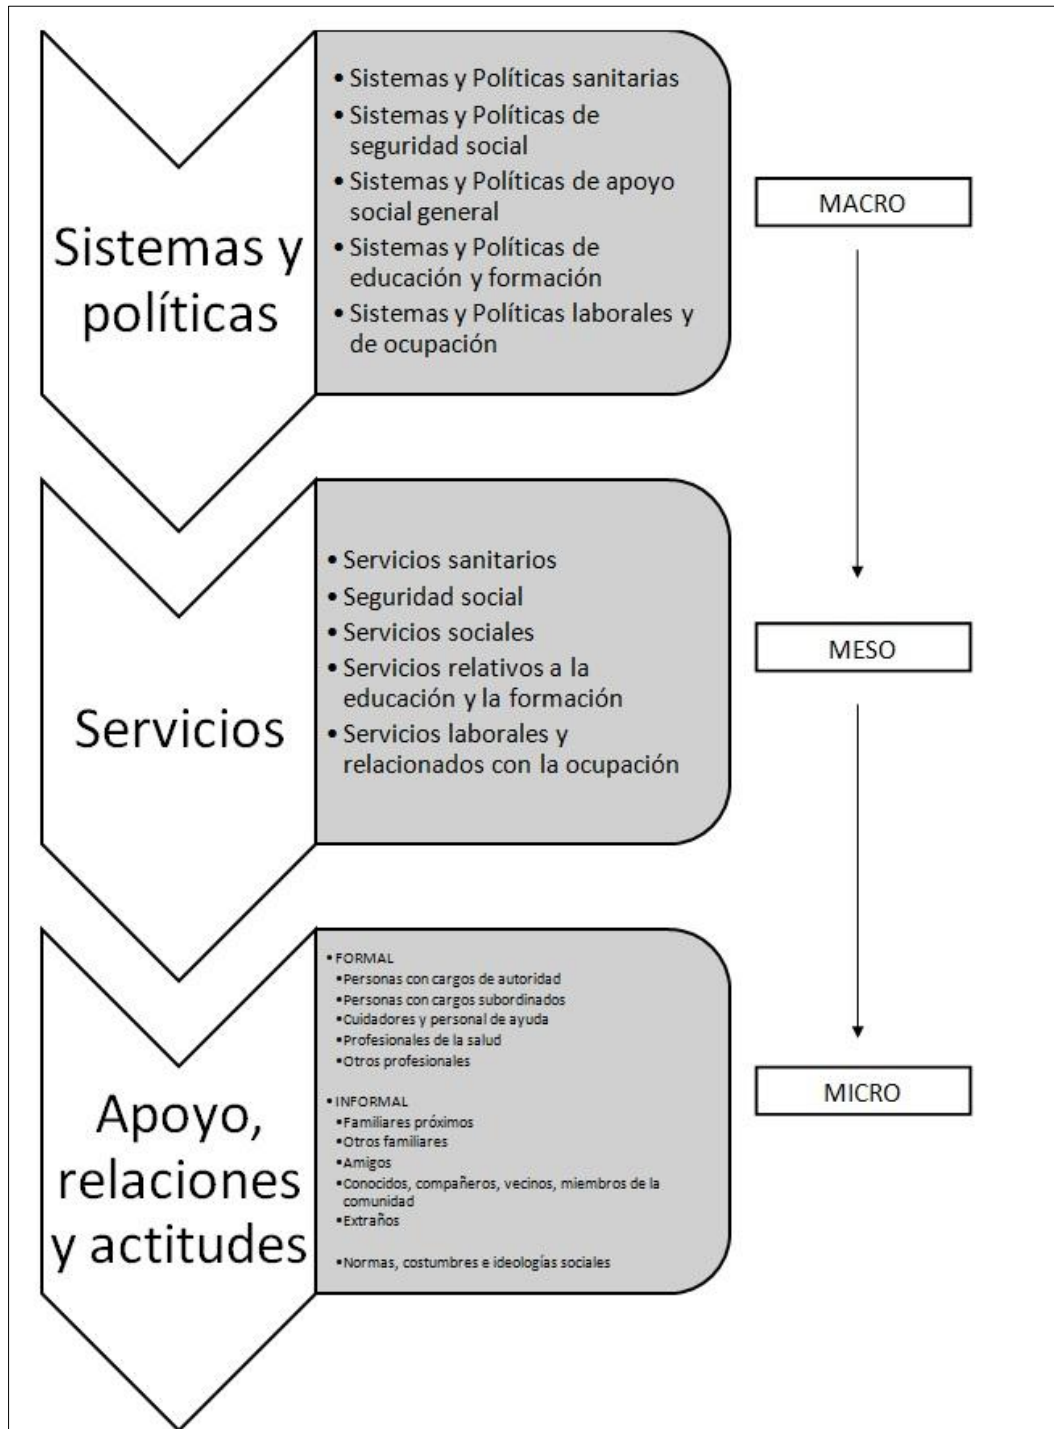 Sistemas y
políticas
• Sistemas y Políticas sanitarias
• Sistemas y Políticas de
seguridad social
• Sistemas y Políticas de apoyo
social general
• Sistemas y Políticas de
educación y formación
• Sistemas y Políticas laborales y
de ocupación
MACRO
Servicios
• Servicios sanitarios
• Seguridad social
• Servicios sociales
• Servicios relativos a la
educación y la formación
• Servicios laborales y
relacionados con la ocupación
MESO
Apoyo,
relaciones
y actitudes
• FORMAL
• Personas con cargos de autoridad
• Personas con cargos subordinados
• Cuidadores y personal de ayuda
• Profesionales de la salud
• Otros profesionales
• INFORMAL
• Familiares próximos
• Otros familiares
• Amigos
• Conocidos, compañeros, vecinos, miembros de la
comunidad
• Extraños
• Normas, costumbres e ideologías sociales
MICRO